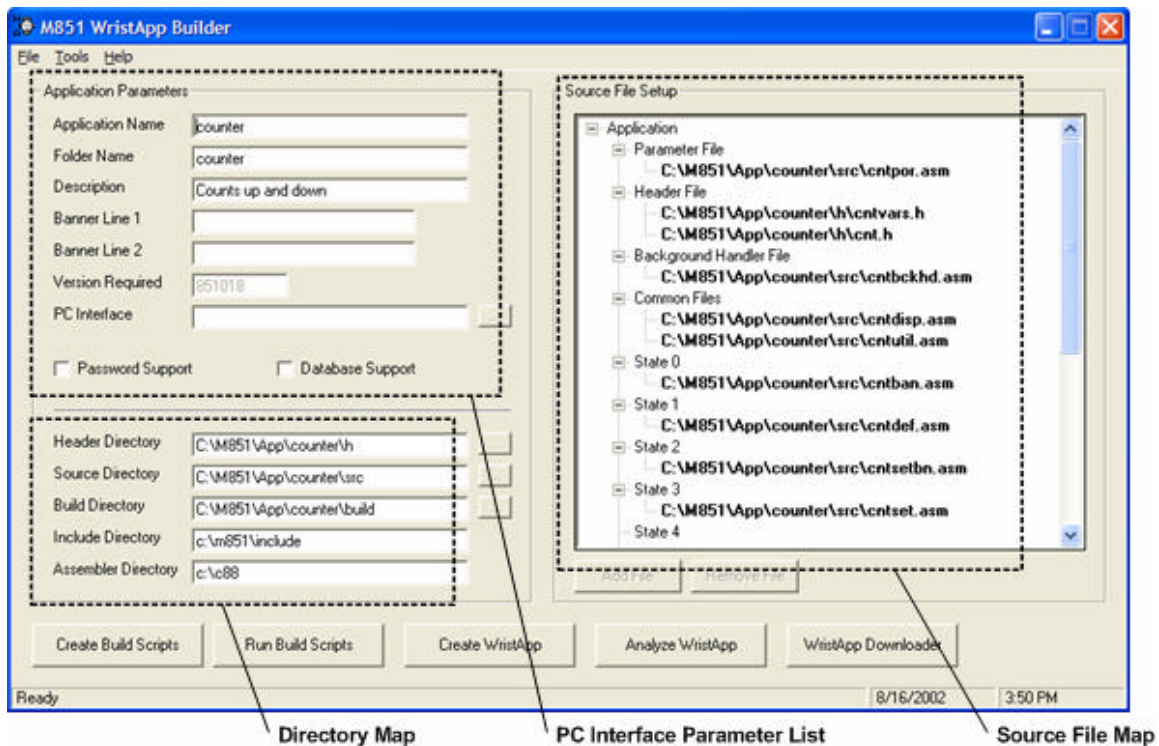 M851 WristApp Builder
File Tools Help
Application Parameters
Application Name counter
Folder Name counter
Description Counts up and down
Banner Line 1
Banner Line 2
Version Required 851018
PC Interface
Password Support Database Support
Header Directory C:\M851\App\counter\h
Source Directory C:\M851\App\counter\src
Build Directory C:\M851\App\counter\build
Include Directory c:\m851\include
Assembler Directory c:\c88
Source File Setup
Application
Parameter File
C:\M851\App\counter\src\cntpor.asm
Header File
C:\M851\App\counter\h\cntvars.h
C:\M851\App\counter\h\cnt.h
Background Handler File
C:\M851\App\counter\src\cntbckhd.asm
Common Files
C:\M851\App\counter\src\cntdisp.asm
C:\M851\App\counter\src\cntutil.asm
State 0
C:\M851\App\counter\src\cntban.asm
State 1
C:\M851\App\counter\src\cntdef.asm
State 2
C:\M851\App\counter\src\cntsetbn.asm
State 3
C:\M851\App\counter\src\cntset.asm
State 4
Add File Remove File
Create Build Scripts Run Build Scripts Create WristApp Analyze WristApp WristApp Downloader
Ready 8/16/2002 3:50 PM
Directory Map PC Interface Parameter List Source File Map